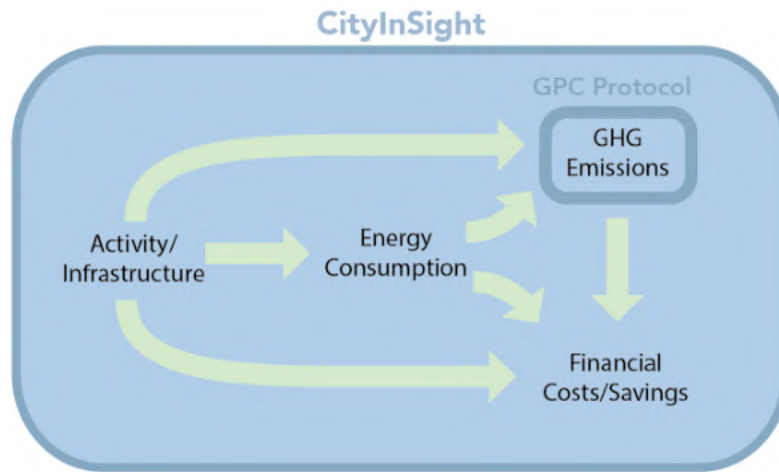 CityInSight
GPC Protocol
GHG
Emissions
Activity/
Infrastructure
Energy
Consumption
Financial
Costs/Savings